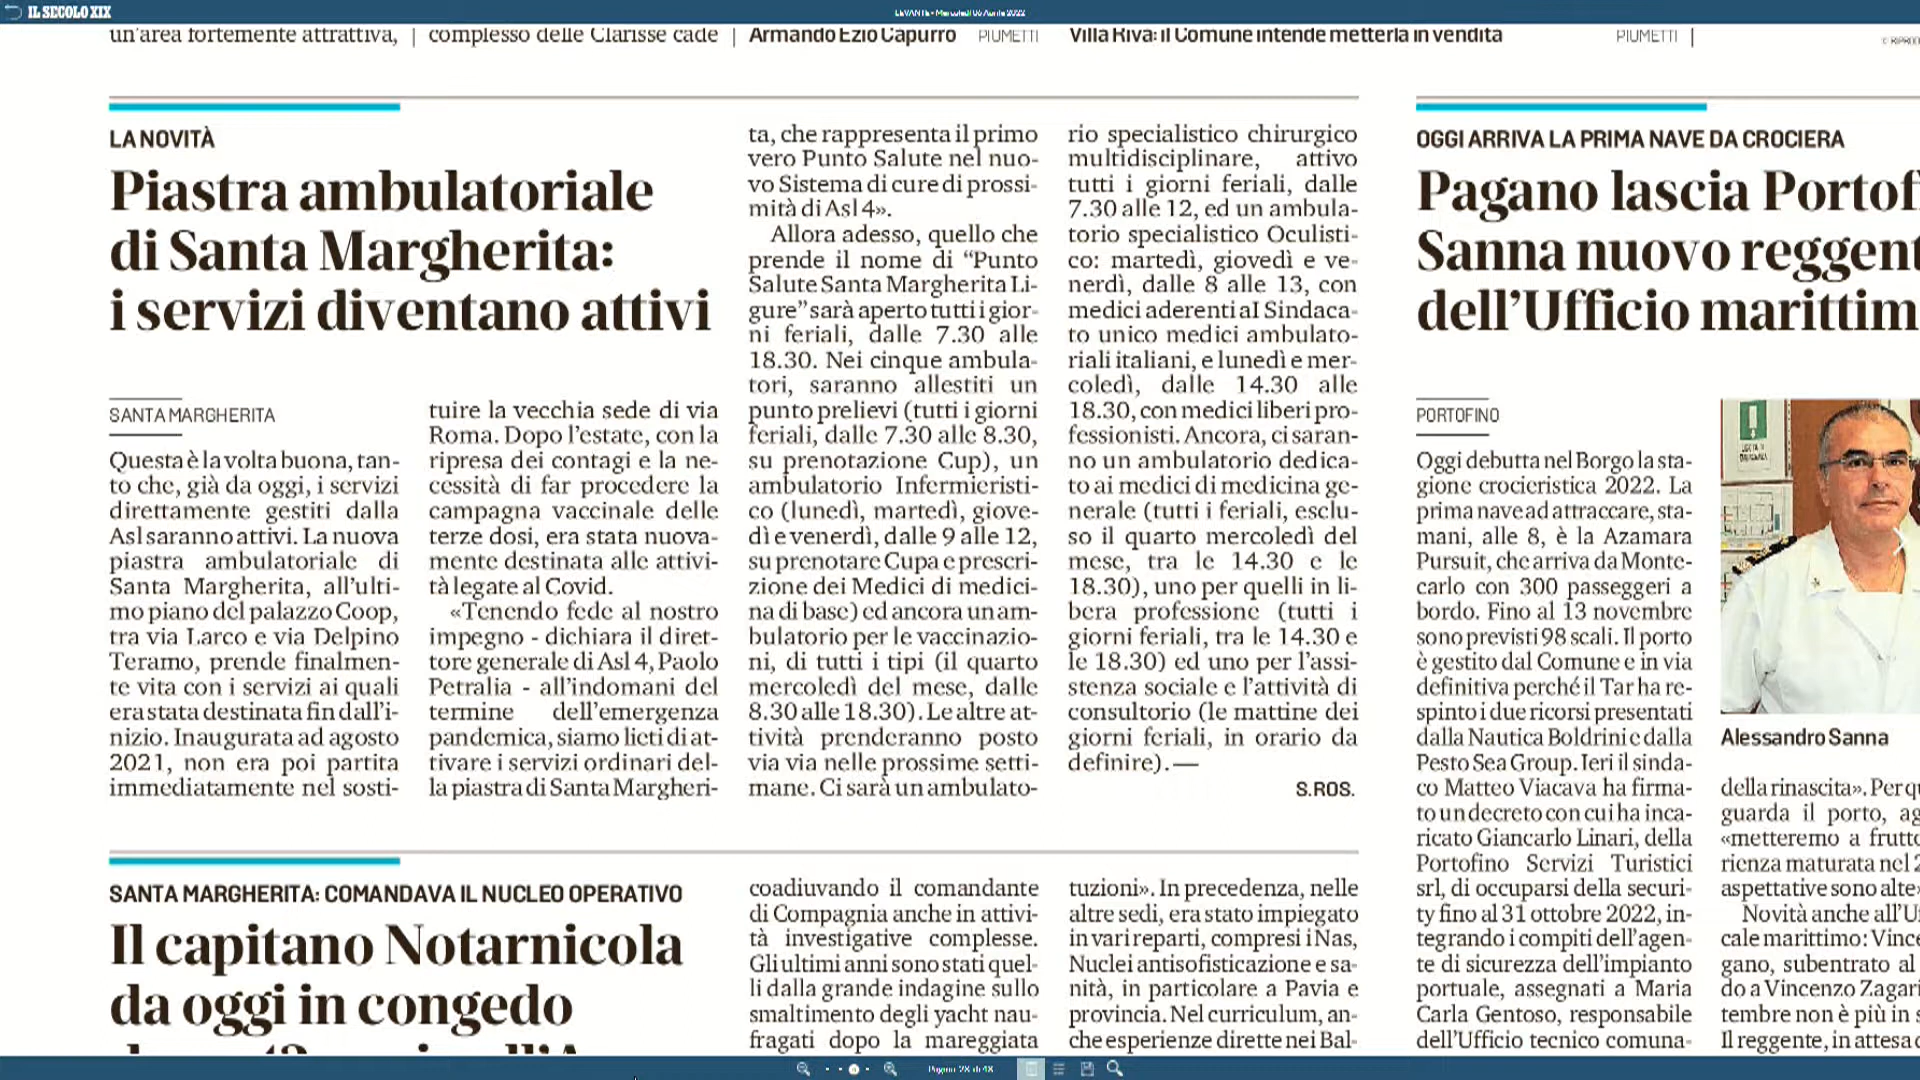 IL SECOLO XIX
LEVANTE - Mercoledì 06 Aprile 2022
un'area fortemente attrattiva,
complesso delle Clarisse cade
Armando Ezio Capurro PIUMETTI
Villa Riva: il Comune intende metterla in vendita PIUMETTI
LA NOVITÀ
Piastra ambulatoriale
di Santa Margherita:
i servizi diventano attivi
SANTA MARGHERITA
Questa è la volta buona, tan-
to che, già da oggi, i servizi
direttamente gestiti dalla
Asl saranno attivi. La nuova
piastra ambulatoriale di
Santa Margherita, all'ulti-
mo piano del palazzo Coop,
tra via Larco e via Delpino
Teramo, prende finalmen-
te vita con i servizi ai quali
era stata destinata fin dall'i-
nizio. Inaugurata ad agosto
2021, non era poi partita
immediatamente nel sosti-
tuire la vecchia sede di via
Roma. Dopo l'estate, con la
ripresa dei contagi e la ne-
cessità di far procedere la
campagna vaccinale delle
terze dosi, era stata nuova-
mente destinata alle attivi-
tà legate al Covid.
«Tenendo fede al nostro
impegno - dichiara il diret-
tore generale di Asl 4, Paolo
Petralia - all'indomani del
termine dell'emergenza
pandemica, siamo lieti di at-
tivare i servizi ordinari del-
la piastra di Santa Margheri-
ta, che rappresenta il primo
vero Punto Salute nel nuo-
vo Sistema di cure di prossi-
mità di Asl 4».
Allora adesso, quello che
prende il nome di “Punto
Salute Santa Margherita Li-
gure” sarà aperto tutti i gior-
ni feriali, dalle 7.30 alle
18.30. Nei cinque ambula-
tori, saranno allestiti un
punto prelievi (tutti i giorni
feriali, dalle 7.30 alle 8.30,
su prenotazione Cup), un
ambulatorio Infermieristi-
co (lunedì, martedì, giove-
dì e venerdì, dalle 9 alle 12,
su prenotare Cup a e prescri-
zione dei Medici di medici-
na di base) ed ancora un am-
bulatorio per le vaccinazio-
ni, di tutti i tipi (il quarto
mercoledì del mese, dalle
8.30 alle 18.30). Le altre at-
tività prenderanno posto
via via nelle prossime setti-
mane. Ci sarà un ambulato-
rio specialistico chirurgico
multidisciplinare, attivo
tutti i giorni feriali, dalle
7.30 alle 12, ed un ambula-
torio specialistico Oculisti-
co: martedì, giovedì e ve-
nerdì, dalle 8 alle 13, con
medici aderenti aI Sindaca-
to unico medici ambulato-
riali italiani, e lunedì e mer-
coledì, dalle 14.30 alle
18.30, con medici liberi pro-
fessionisti. Ancora, ci saran-
no un ambulatorio dedica-
to ai medici di medicina ge-
nerale (tutti i feriali, esclu-
so il quarto mercoledì del
mese, tra le 14.30 e le
18.30), uno per quelli in li-
bera professione (tutti i
giorni feriali, tra le 14.30 e
le 18.30) ed uno per l'assi-
stenza sociale e l'attività di
consultorio (le mattine dei
giorni feriali, in orario da
definire). —
S.ROS.
OGGI ARRIVA LA PRIMA NAVE DA CROCIERA
Pagano lascia Portof
Sanna nuovo reggent
dell'Ufficio marittim
PORTOFINO
Oggi debutta nel Borgo la sta-
gione crocieristica 2022. La
prima nave ad attraccare, sta-
mani, alle 8, è la Azamara
Pursuit, che arriva da Monte-
carlo con 300 passeggeri a
bordo. Fino al 13 novembre
sono previsti 98 scali. Il porto
è gestito dal Comune e in via
definitiva perché il Tar ha re-
spinto i due ricorsi presentati
dalla Nautica Boldrini e dalla
Pesto Sea Group. Ieri il sinda-
co Matteo Viacava ha firma-
to un decreto con cui ha inca-
ricato Giancarlo Linari, della
Portofino Servizi Turistici
srl, di occuparsi della securi-
ty fino al 31 ottobre 2022, in-
tegrando i compiti dell'agen-
te di sicurezza dell'impianto
portuale, assegnati a Maria
Carla Gentoso, responsabile
dell'Ufficio tecnico comuna-
Alessandro Sanna
della rinascita». Per qu
guarda il porto, ag
«metteremo a frutto
rienza maturata nel 2
aspettative sono alte»
Novità anche all'Uf
cale marittimo: Vince
gano, subentrato al
do a Vincenzo Zagari
tembre non è più in s
Il reggente, in attesa d
SANTA MARGHERITA: COMANDAVA IL NUCLEO OPERATIVO
Il capitano Notarnicola
da oggi in congedo
coadiuvando il comandante
di Compagnia anche in attivi-
tà investigative complesse.
Gli ultimi anni sono stati quel-
li dalla grande indagine sullo
smaltimento degli yacht nau-
fragati dopo la mareggiata
tuzioni». In precedenza, nelle
altre sedi, era stato impiegato
in vari reparti, compresi i Nas,
Nuclei antisofisticazione e sa-
nità, in particolare a Pavia e
provincia. Nel curriculum, an-
che esperienze dirette nei Bal-
Pagina 28 di 48